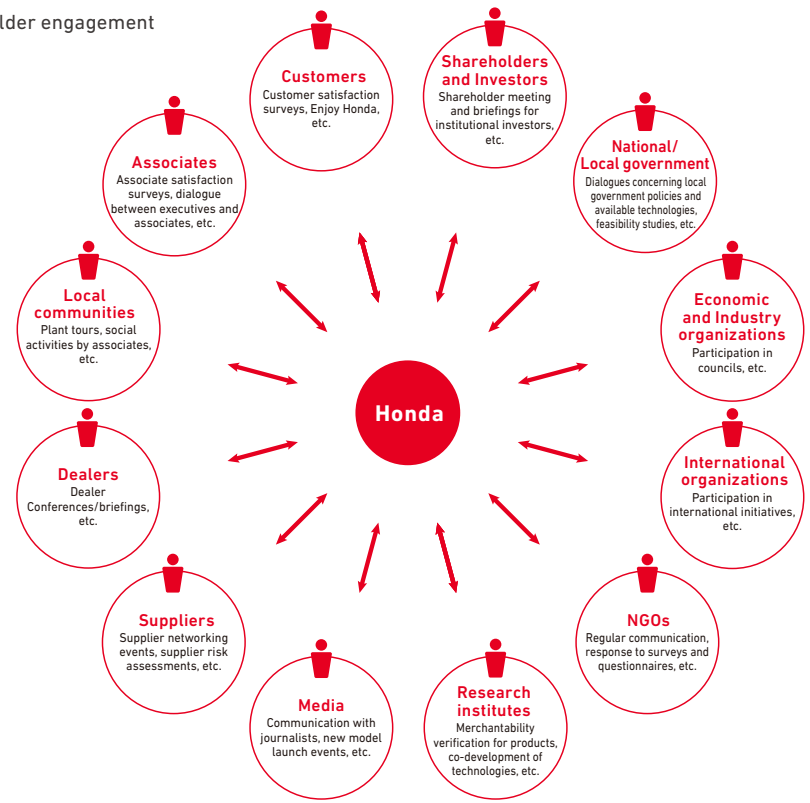 lder engagement
Customers
Customer satisfaction
surveys, Enjoy Honda,
etc.
Shareholders
and Investors
Shareholder meeting
and briefings for
institutional investors,
etc.
National/
Local government
Dialogues concerning local
government policies and
available technologies,
feasibility studies, etc.
Economic
and Industry
organizations
Participation in
councils, etc.
International
organizations
Participation in
international initiatives,
etc.
NGOs
Regular communication,
response to surveys and
questionnaires, etc.
Research
institutes
Merchantability
verification for products,
co-development of
technologies, etc.
Media
Communication with
journalists, new model
launch events, etc.
Suppliers
Supplier networking
events, supplier risk
assessments, etc.
Dealers
Dealer
Conferences/briefings,
etc.
Local
communities
Plant tours, social
activities by associates,
etc.
Associates
Associate satisfaction
surveys, dialogue
between executives and
associates, etc.
Honda